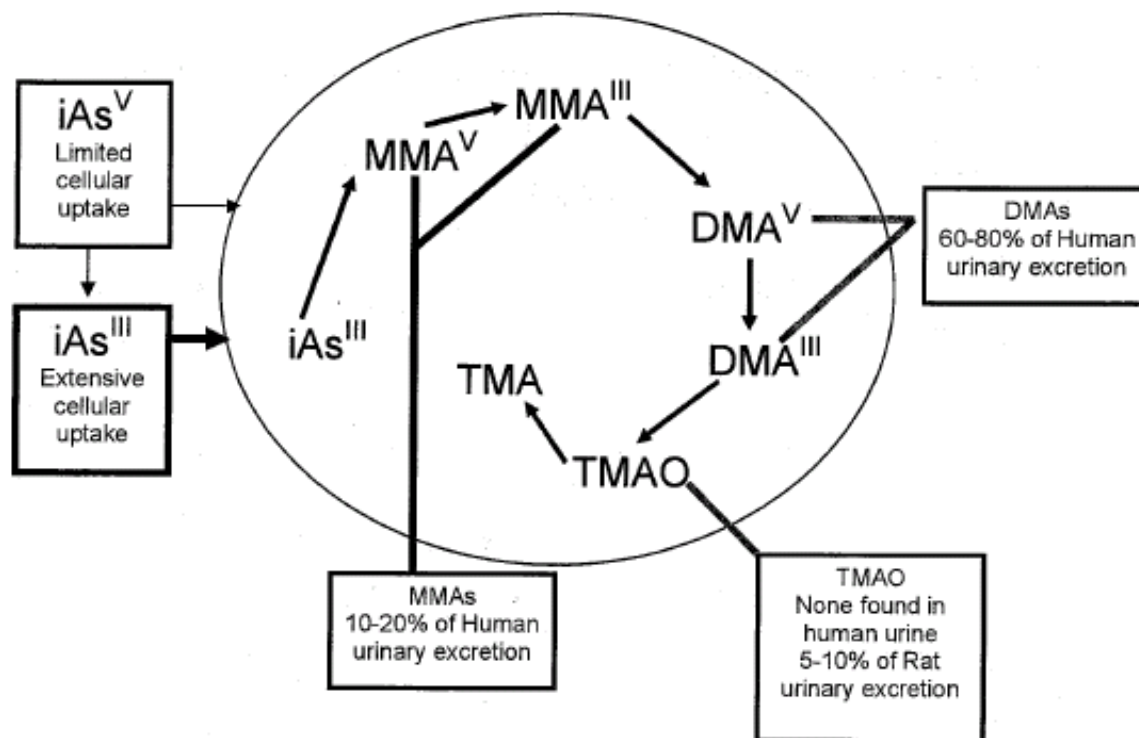 iAs^V
Limited
cellular
uptake
iAs^III
Extensive
cellular
uptake
MMA^V
MMA^III
iAs^III
DMA^V
DMA^III
TMA
TMAO
DMAs
60-80% of Human
urinary excretion
MMAs
10-20% of Human
urinary excretion
TMAO
None found in
human urine
5-10% of Rat
urinary excretion